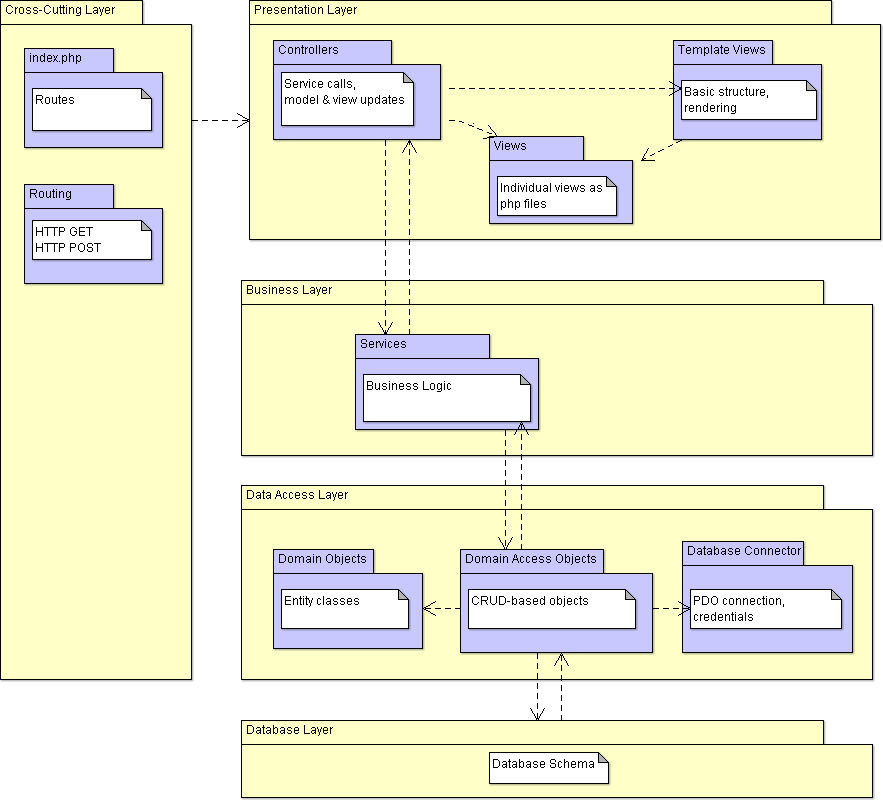 Cross-Cutting Layer
index.php
Routes
Routing
HTTP GET
HTTP POST
Presentation Layer
Controllers
Service calls,
model & view updates
Template Views
Basic structure,
rendering
Views
Individual views as
php files
Business Layer
Services
Business Logic
Data Access Layer
Domain Objects
Entity classes
Domain Access Objects
CRUD-based objects
Database Connector
PDO connection,
credentials
Database Layer
Database Schema